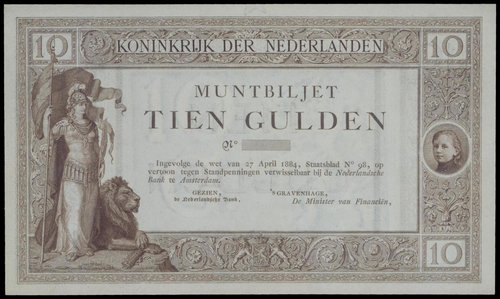 10 KONINKRIJK DER NEDERLANDEN 10
MUNTBILJET
TIEN GULDEN
No
Ingevolge de wet van 27 April 1884, Staatsblad No 98, op
vertoon tegen Standpenningen verwisselbaar bij de Nederlandsche
Bank te Amsterdam.
GEZIEN, 'S GRAVENHAGE,
de Nederlandsche Bank, De Minister van Financiën,
10